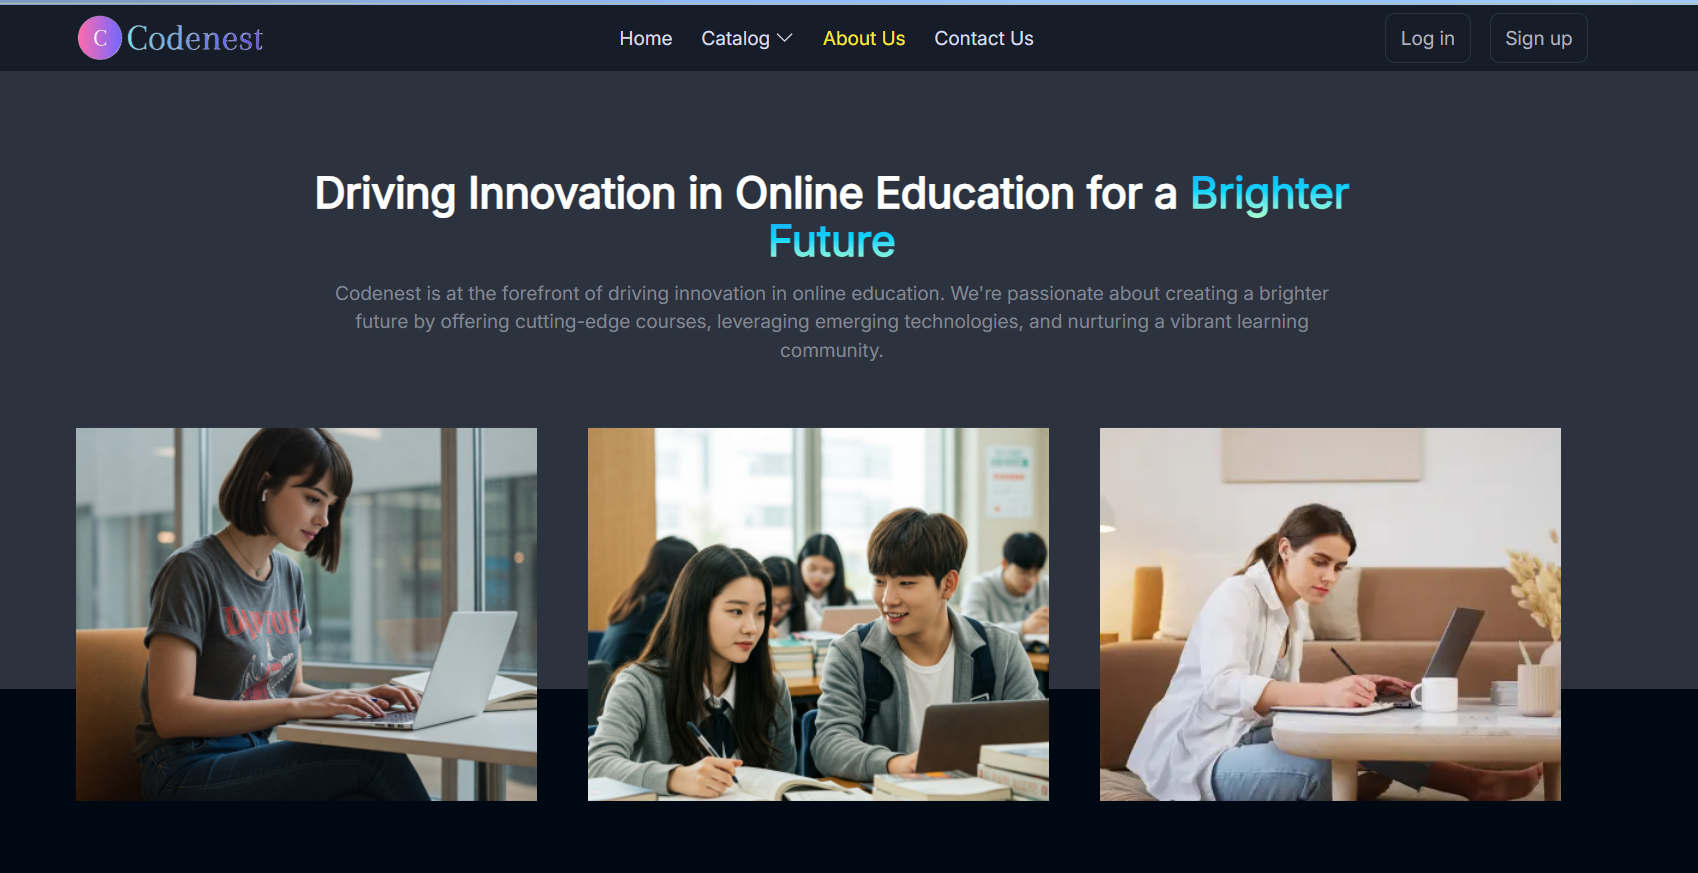 C Codenest
Home Catalog About Us Contact Us
Log in Sign up
Driving Innovation in Online Education for a Brighter
Future
Codenest is at the forefront of driving innovation in online education. We're passionate about creating a brighter
future by offering cutting-edge courses, leveraging emerging technologies, and nurturing a vibrant learning
community.